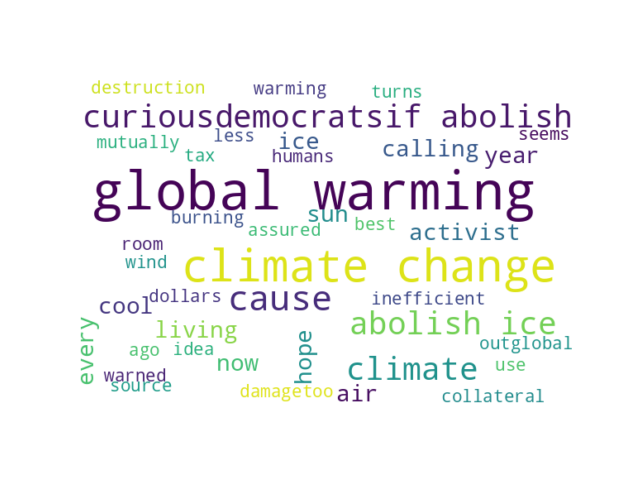 destruction warming turns
curiousdemocratsif abolish
mutually less ice calling seems
tax humans year
global warming
burning sun
assured best activist
room
wind climate change
cool dollars cause inefficient
living abolish ice
every ago idea now hope outglobal
warned climate use
source damagetoo air collateral